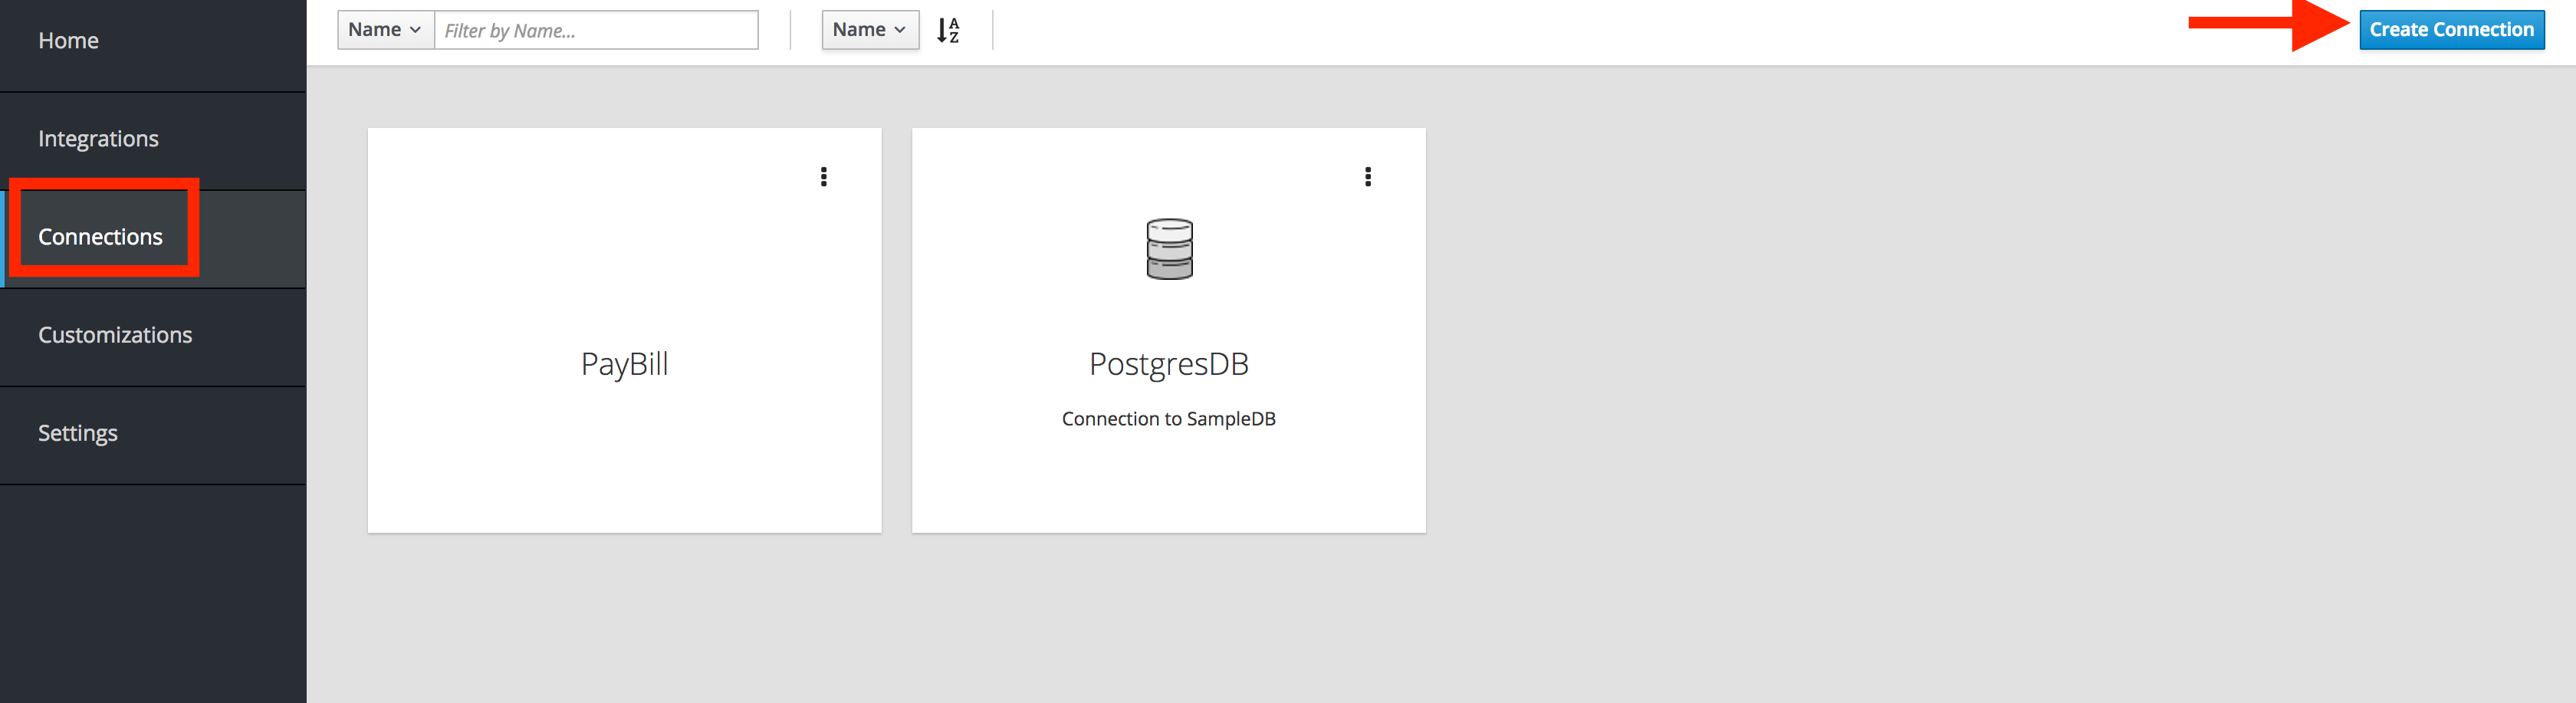 Home
Integrations
Connections
Customizations
Settings
Name
Filter by Name...
Name
A
Z
Create Connection
PayBill
PostgresDB
Connection to SampleDB